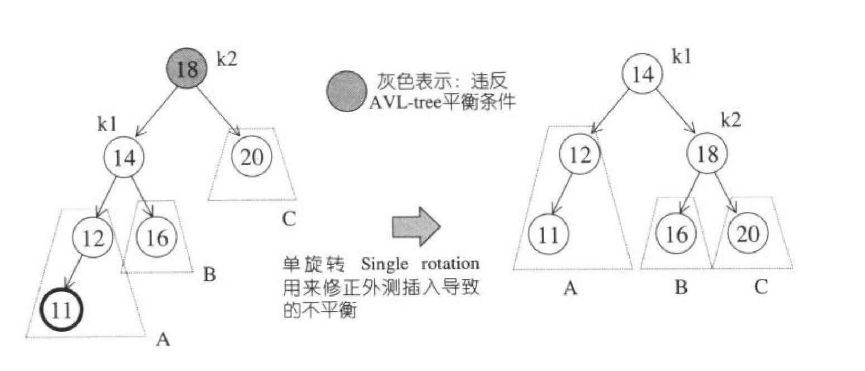 18
k2
k1
14
20
C
12
16
B
11
A
灰色表示：违反
AVL-tree平衡条件
单旋转 Single rotation
用来修正外测插入导致
的不平衡
14
k1
k2
12
18
11
16
20
A
B
C